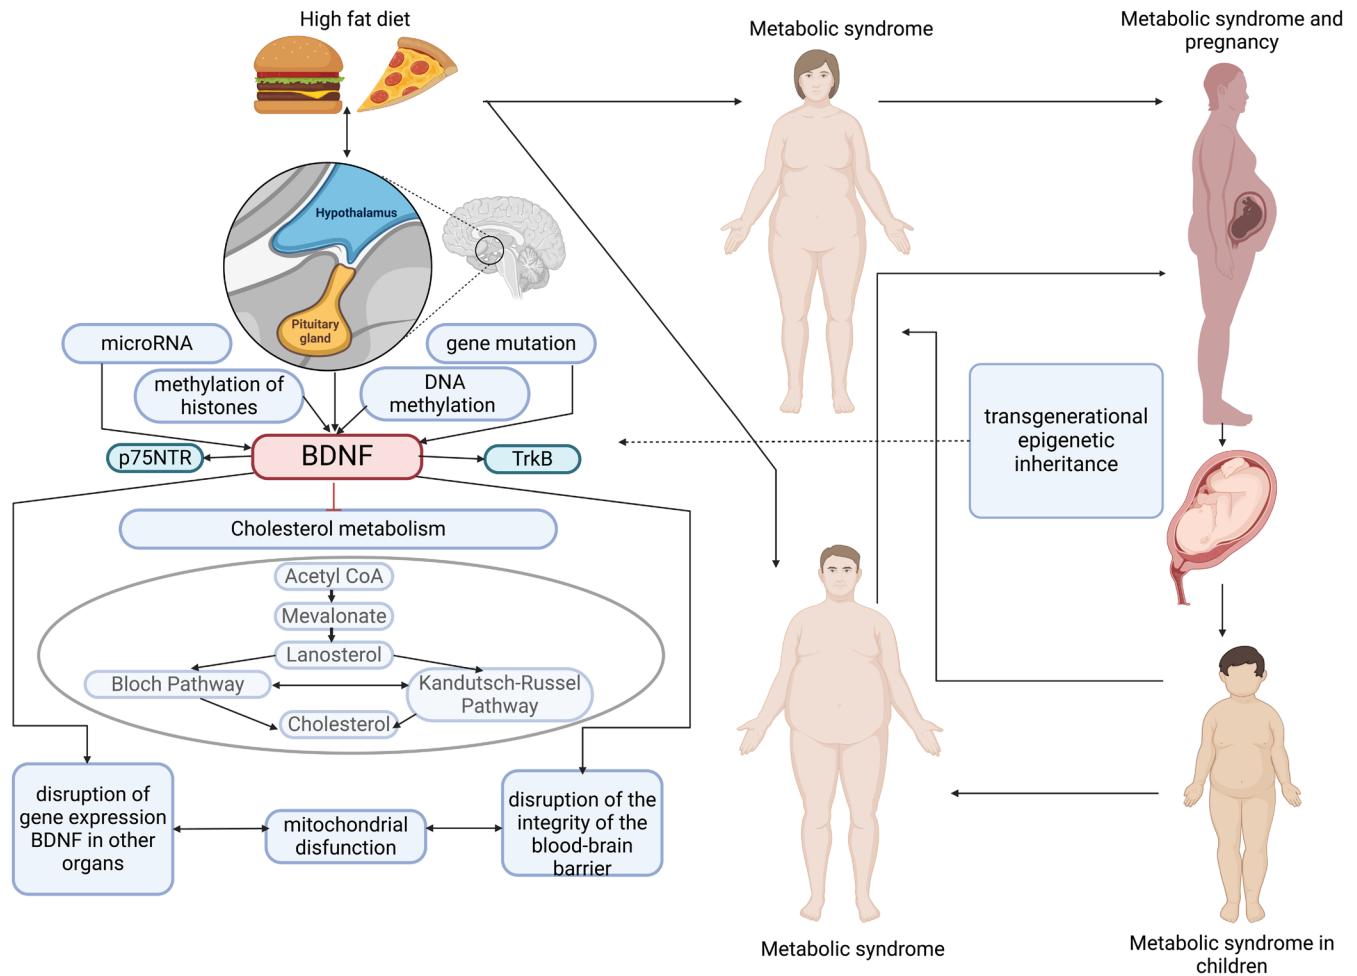 High fat diet
Metabolic syndrome
Metabolic syndrome and
pregnancy
Hypothalamus
Pituitary
gland
microRNA
gene mutation
methylation of
histones
DNA
methylation
p75NTR
BDNF
TrkB
transgenerational
epigenetic
inheritance
Cholesterol metabolism
Acetyl CoA
Mevalonate
Lanosterol
Bloch Pathway
Kandutsch-Russel
Pathway
Cholesterol
disruption of
gene expression
BDNF in other
organs
mitochondrial
disfunction
disruption of the
integrity of the
blood-brain
barrier
Metabolic syndrome
Metabolic syndrome in
children